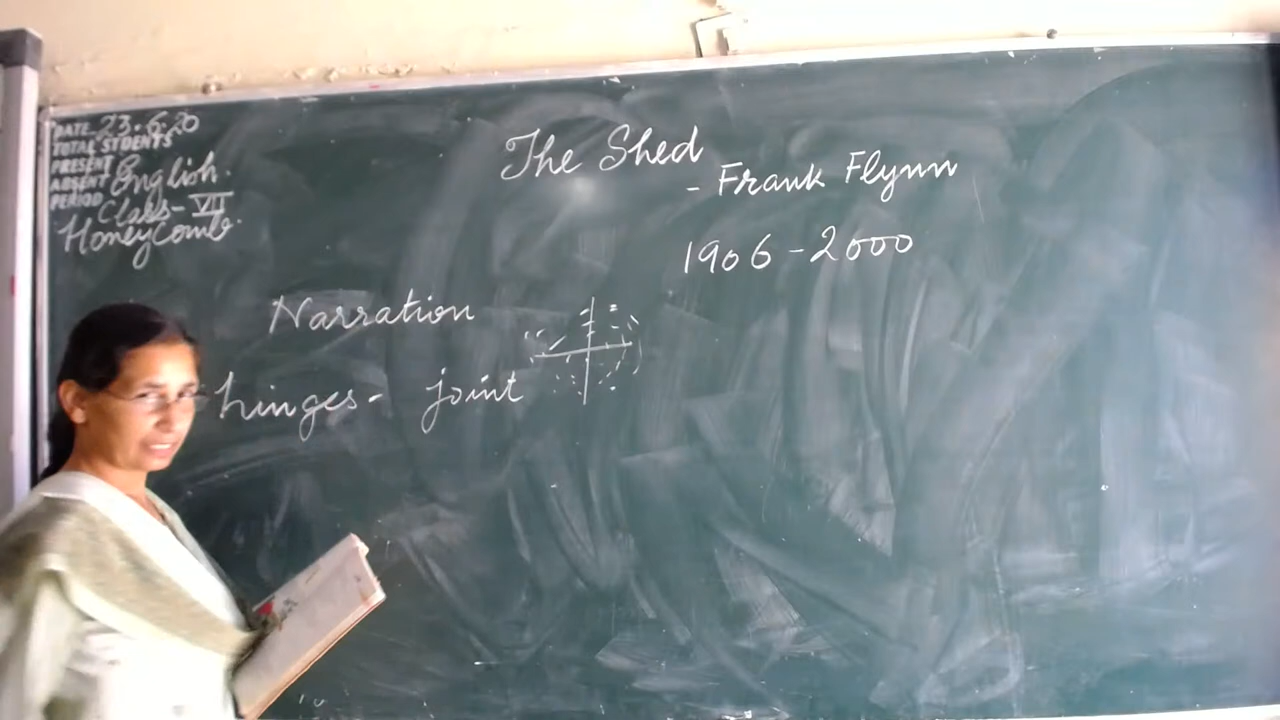 DATE 23.6.20
TOTAL STDENTS
PRESENT
ABSENT English.
PERIOD Class-VII
HoneyComb.
The Shed
- Frank Flynn
1906-2000
Narration
hinges- joint